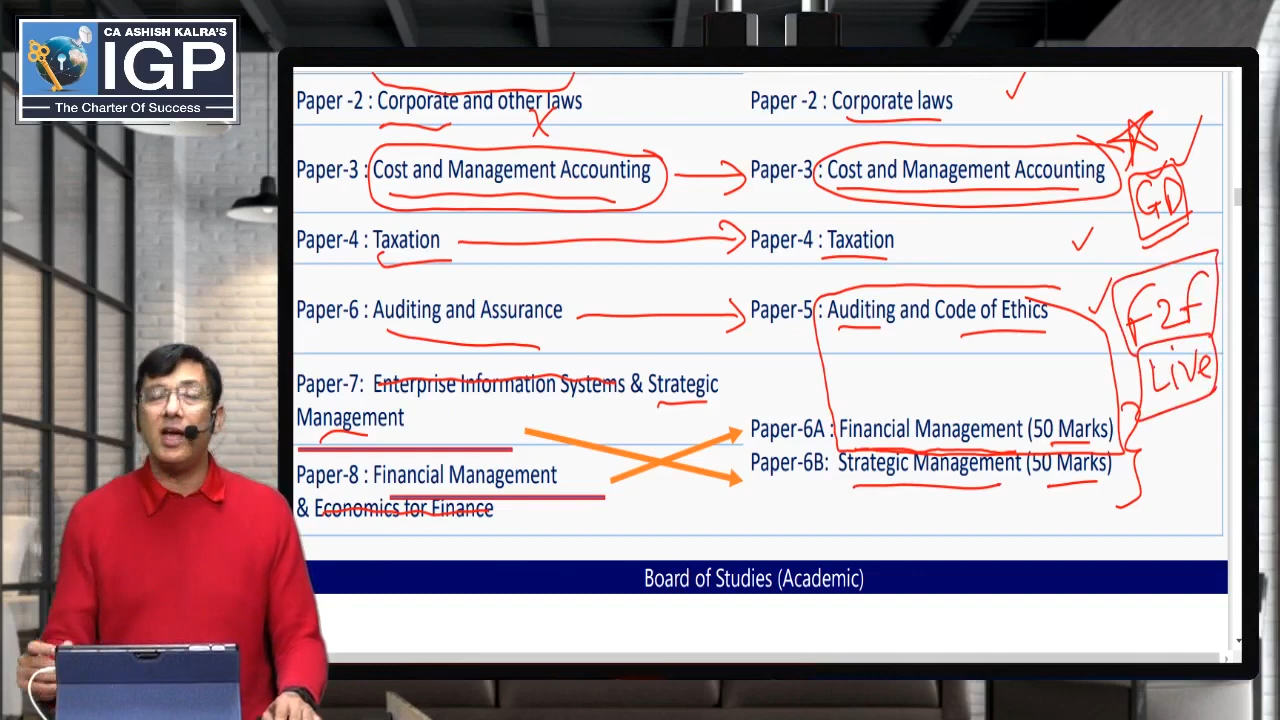 CA ASHISH KALRA'S
IGP
The Charter Of Success
Paper -2 : Corporate and other laws
Paper -2 : Corporate laws
Paper-3 : Cost and Management Accounting
Paper-3 : Cost and Management Accounting
GD
Paper-4 : Taxation
Paper-4 : Taxation
Paper-6 : Auditing and Assurance
Paper-5 : Auditing and Code of Ethics
F2f
Live
Paper-7: Enterprise Information Systems & Strategic
Management
Paper-6A : Financial Management (50 Marks)
Paper-6B: Strategic Management (50 Marks)
Paper-8 : Financial Management
& Economics for Finance
Board of Studies (Academic)